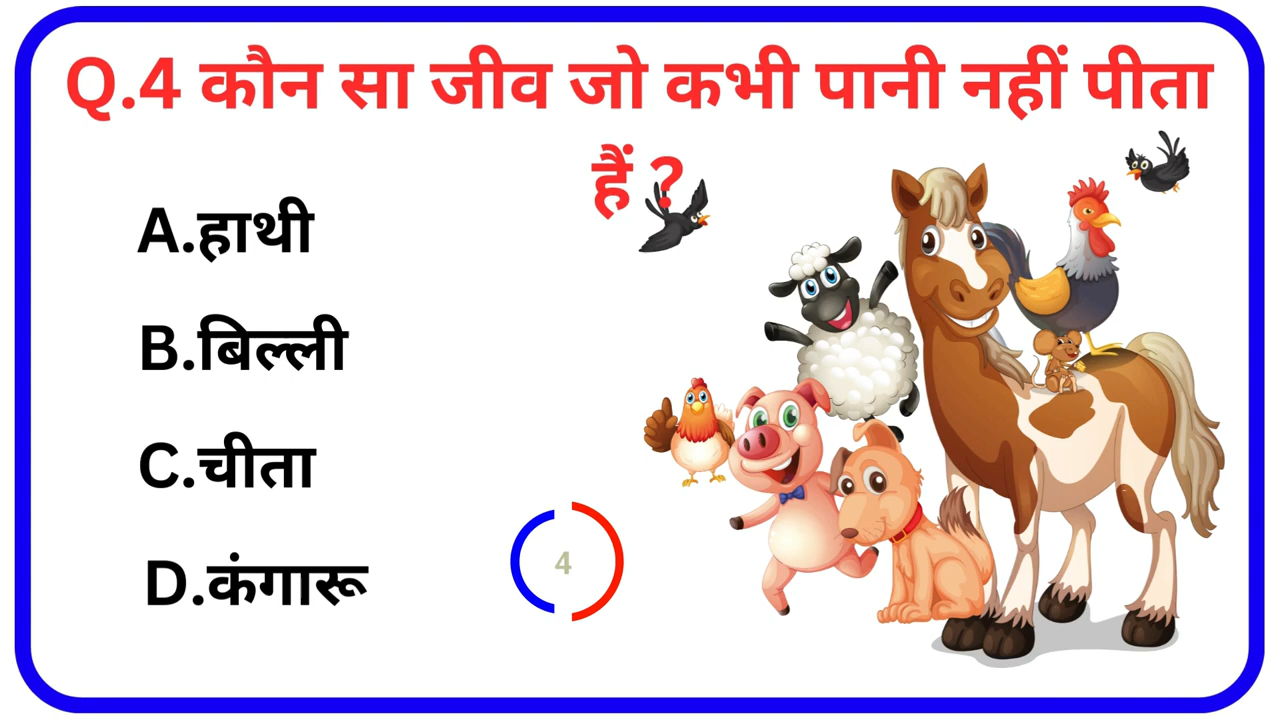 Q.4 कौन सा जीव जो कभी पानी नहीं पीता
हैं ?
A.हाथी
B.बिल्ली
C.चीता
D.कंगारू
4